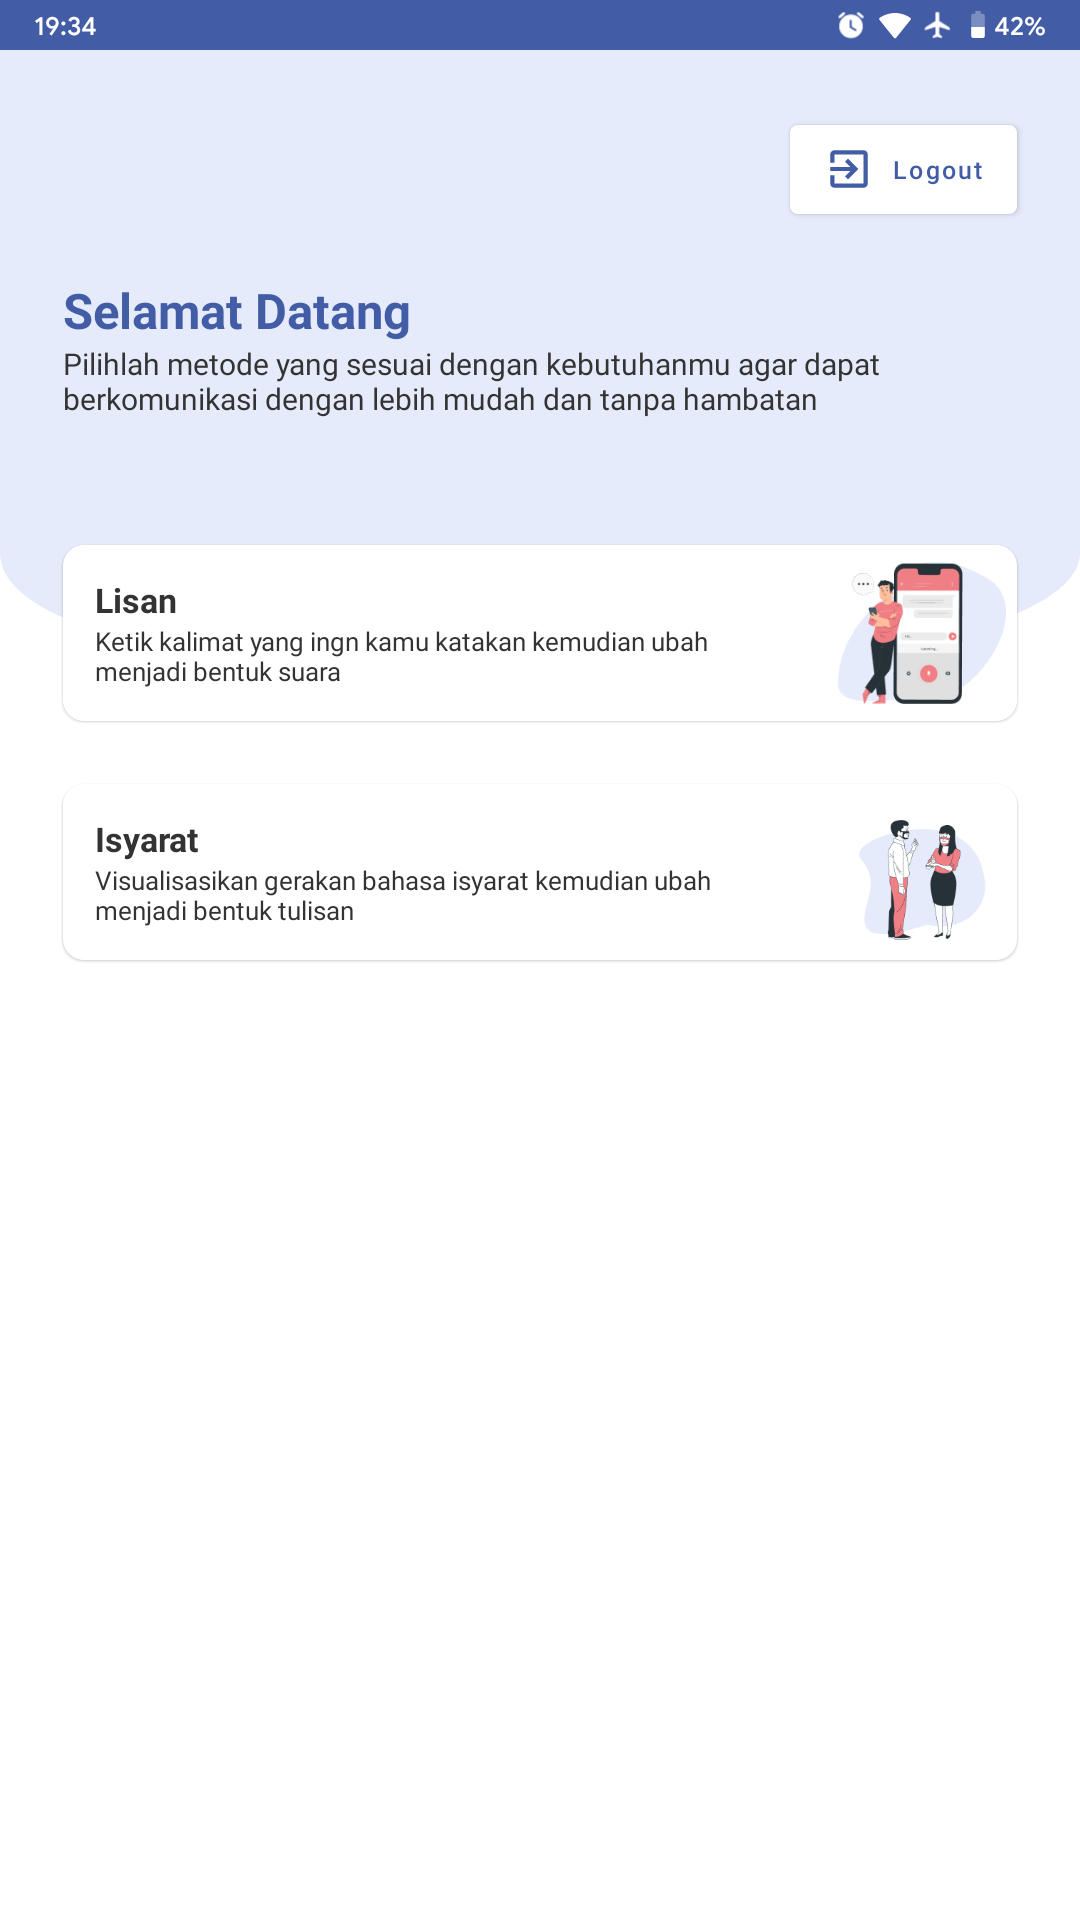 19:34
42%
Logout
Selamat Datang
Pilihlah metode yang sesuai dengan kebutuhanmu agar dapat
berkomunikasi dengan lebih mudah dan tanpa hambatan
Lisan
Ketik kalimat yang ingn kamu katakan kemudian ubah
menjadi bentuk suara
Isyarat
Visualisasikan gerakan bahasa isyarat kemudian ubah
menjadi bentuk tulisan